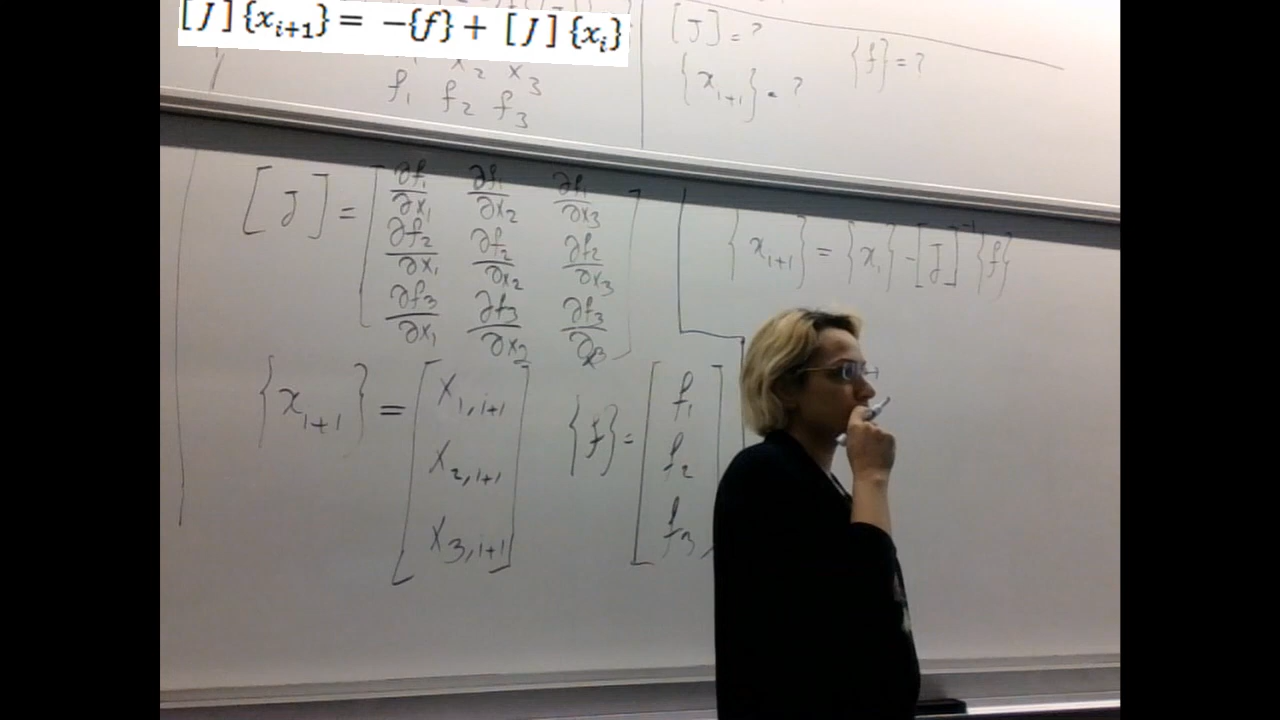 [J]{x_{i+1}} = -{f} + [J]{x_i}
x_2 x_3
f_1 f_2 f_3
[J] = ?
{f} = ?
{x_{i+1}} = ?
[J] = [∂f_1/∂x_1 ∂f_1/∂x_2 ∂f_1/∂x_3
∂f_2/∂x_1 ∂f_2/∂x_2 ∂f_2/∂x_3
∂f_3/∂x_1 ∂f_3/∂x_2 ∂f_3/∂x_3]
{x_{i+1}} = [x_{1,i+1}
x_{2,i+1}
x_{3,i+1}]
{f} = [f_1
f_2
f_3]
{x_{i+1}} = {x_i} - [J]^{-1}{f}